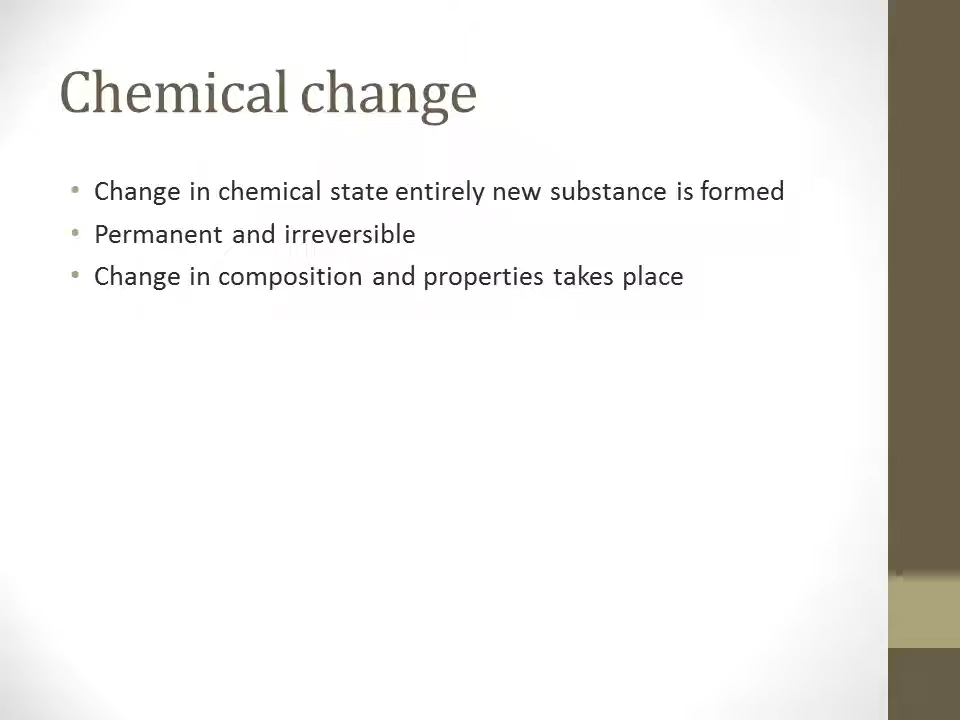 Chemical change
• Change in chemical state entirely new substance is formed
• Permanent and irreversible
• Change in composition and properties takes place